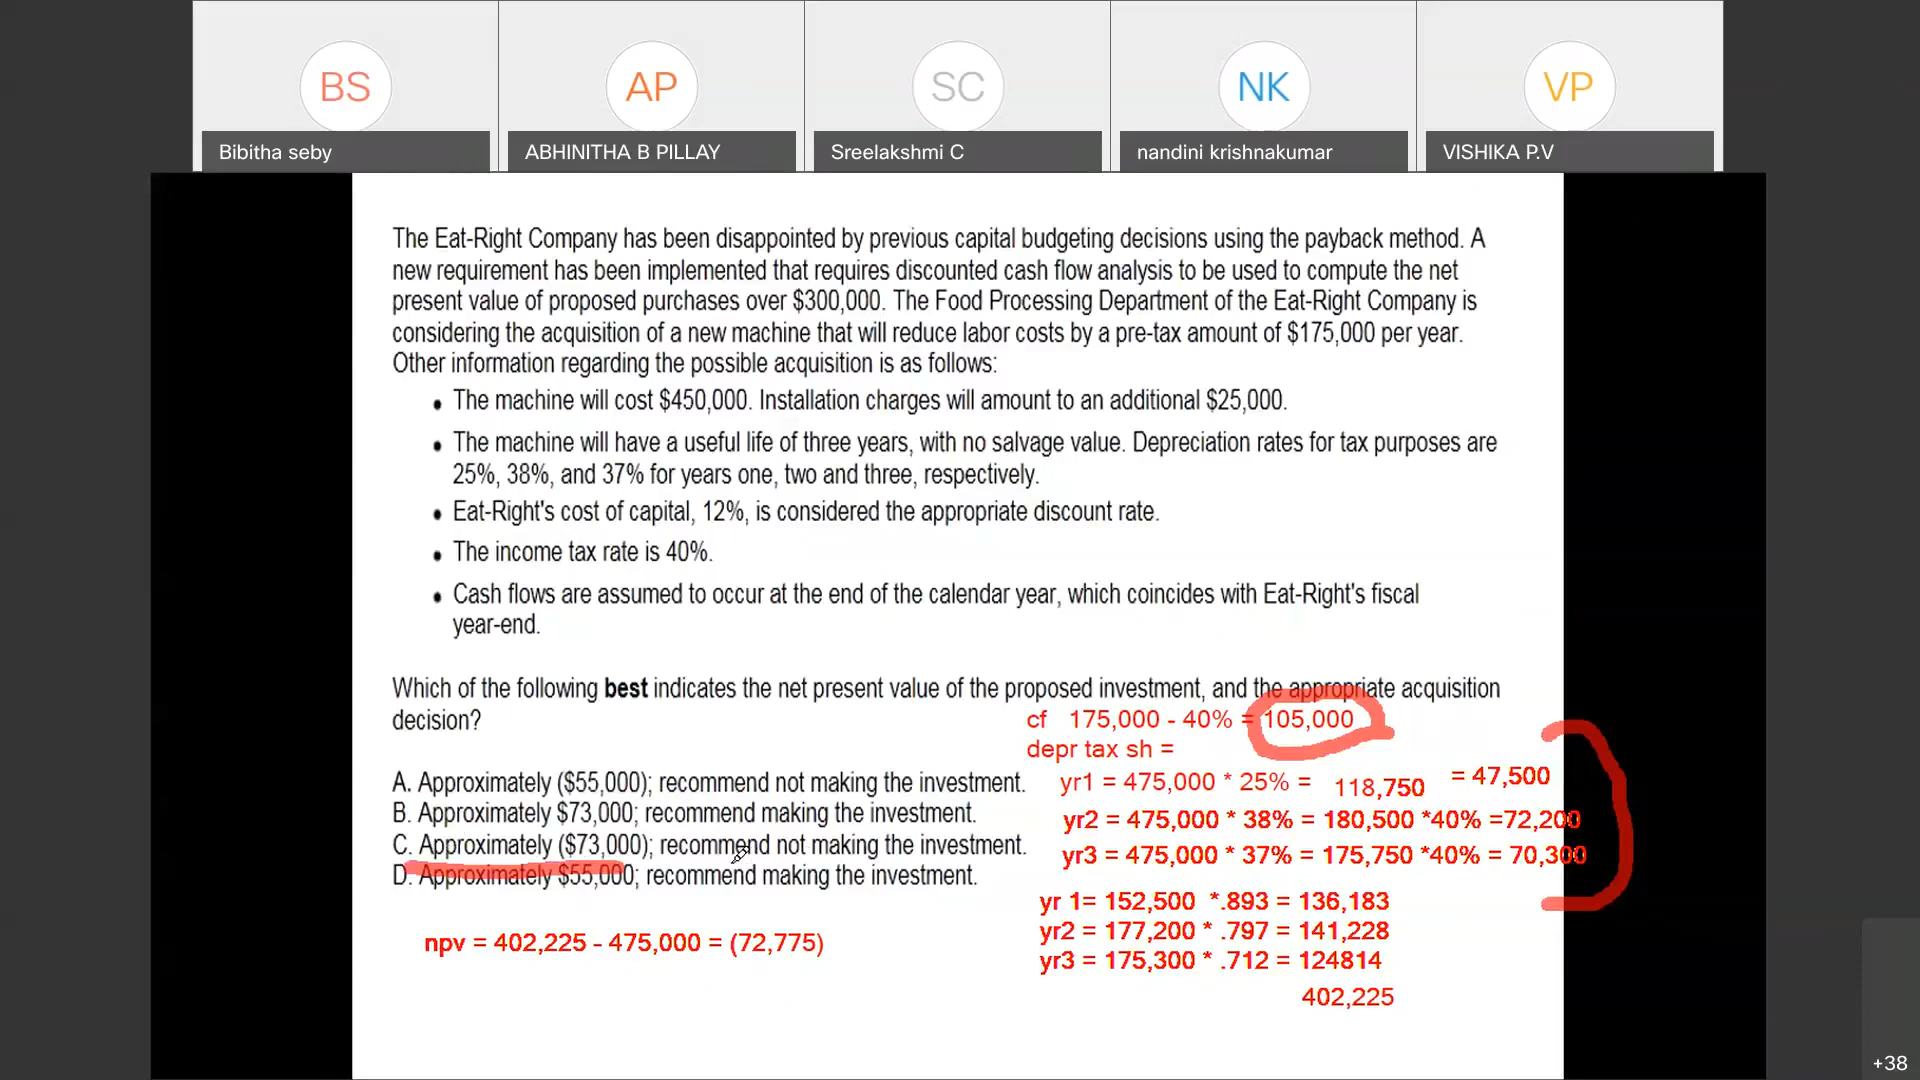 BS AP SC NK VP
Bibitha seby ABHINITHA B PILLAY Sreelakshmi C nandini krishnakumar VISHIKA P.V
The Eat-Right Company has been disappointed by previous capital budgeting decisions using the payback method. A
new requirement has been implemented that requires discounted cash flow analysis to be used to compute the net
present value of proposed purchases over $300,000. The Food Processing Department of the Eat-Right Company is
considering the acquisition of a new machine that will reduce labor costs by a pre-tax amount of $175,000 per year.
Other information regarding the possible acquisition is as follows:
• The machine will cost $450,000. Installation charges will amount to an additional $25,000.
• The machine will have a useful life of three years, with no salvage value. Depreciation rates for tax purposes are
25%, 38%, and 37% for years one, two and three, respectively.
• Eat-Right's cost of capital, 12%, is considered the appropriate discount rate.
• The income tax rate is 40%.
• Cash flows are assumed to occur at the end of the calendar year, which coincides with Eat-Right's fiscal
year-end.
Which of the following best indicates the net present value of the proposed investment, and the appropriate acquisition
decision?
cf 175,000 - 40% = 105,000
depr tax sh =
A. Approximately ($55,000); recommend not making the investment.
yr1 = 475,000 * 25% = 118,750 = 47,500
B. Approximately $73,000; recommend making the investment.
yr2 = 475,000 * 38% = 180,500 *40% =72,200
C. Approximately ($73,000); recommend not making the investment.
yr3 = 475,000 * 37% = 175,750 *40% = 70,300
D. Approximately $55,000; recommend making the investment.
yr 1= 152,500 *.893 = 136,183
yr2 = 177,200 * .797 = 141,228
npv = 402,225 - 475,000 = (72,775)
yr3 = 175,300 * .712 = 124814
402,225
+38